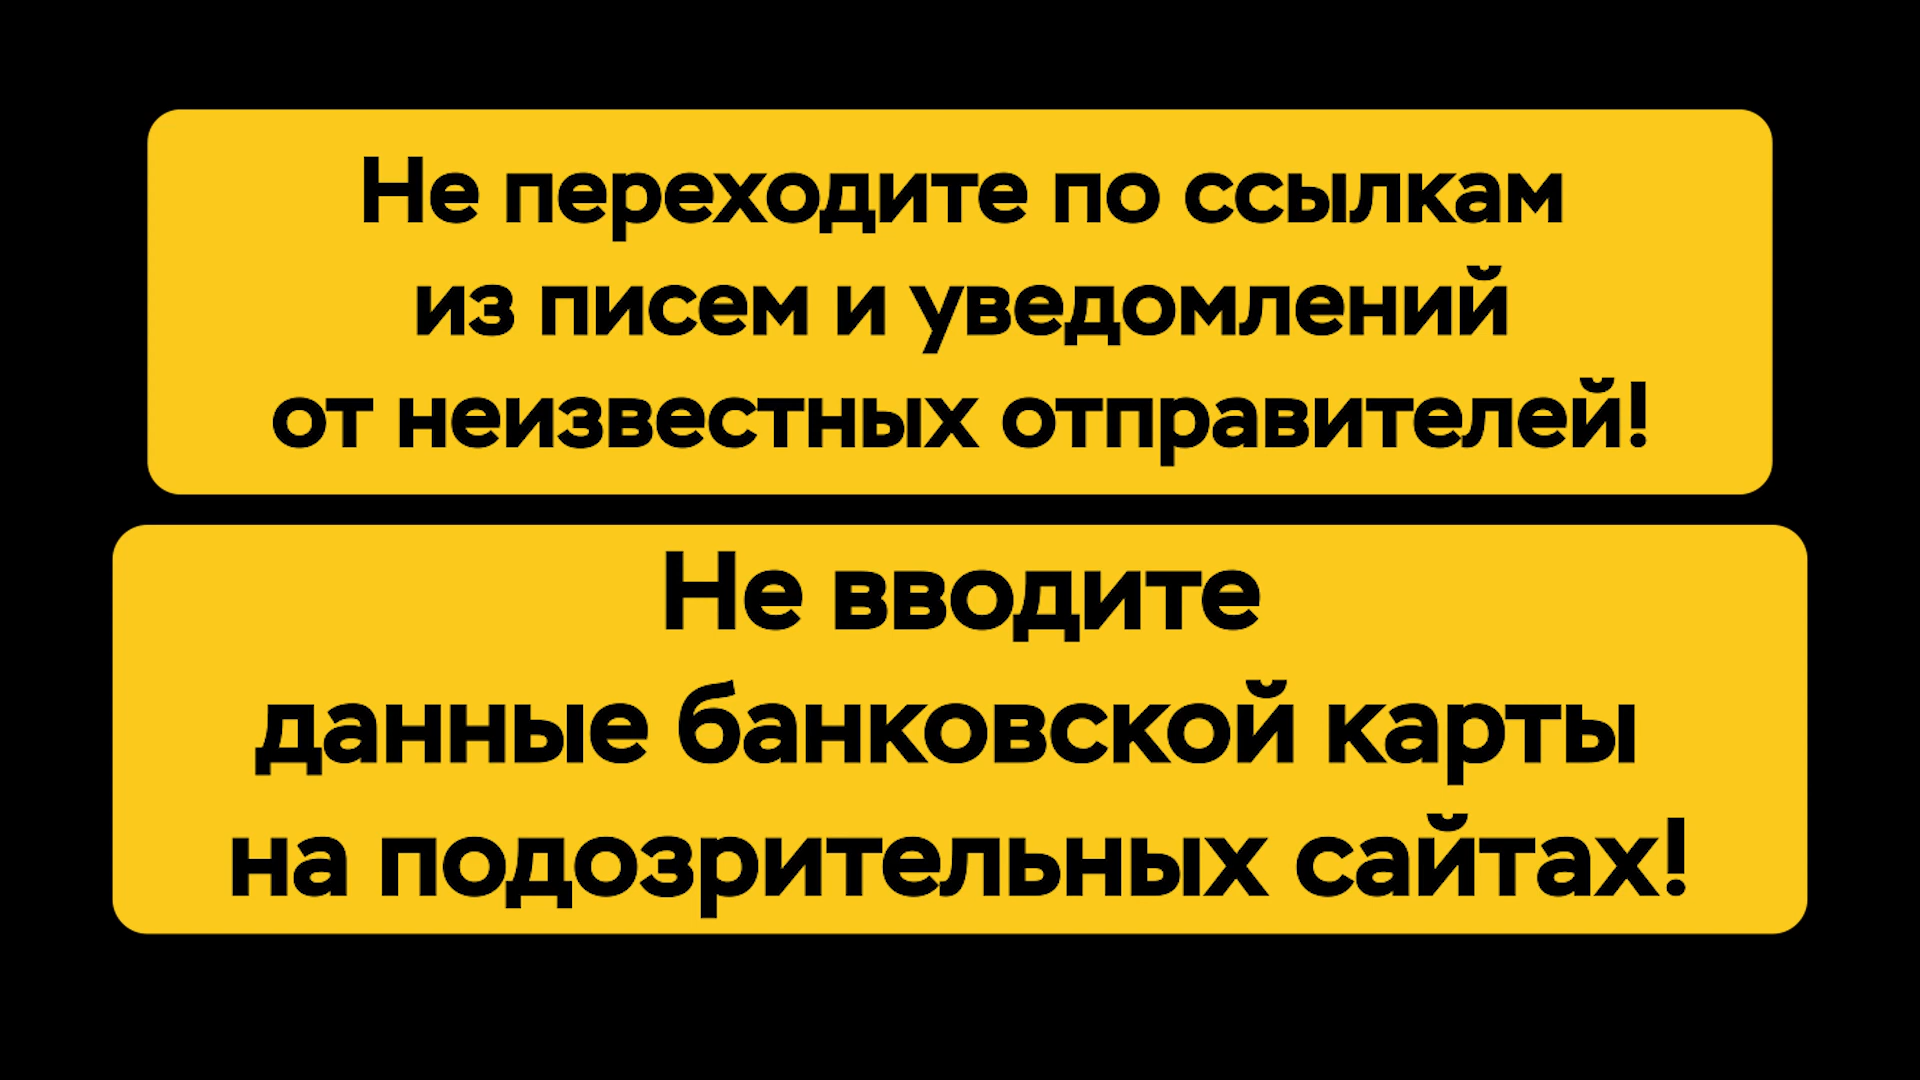 Не переходите по ссылкам
из писем и уведомлений
от неизвестных отправителей!
Не вводите
данные банковской карты
на подозрительных сайтах!